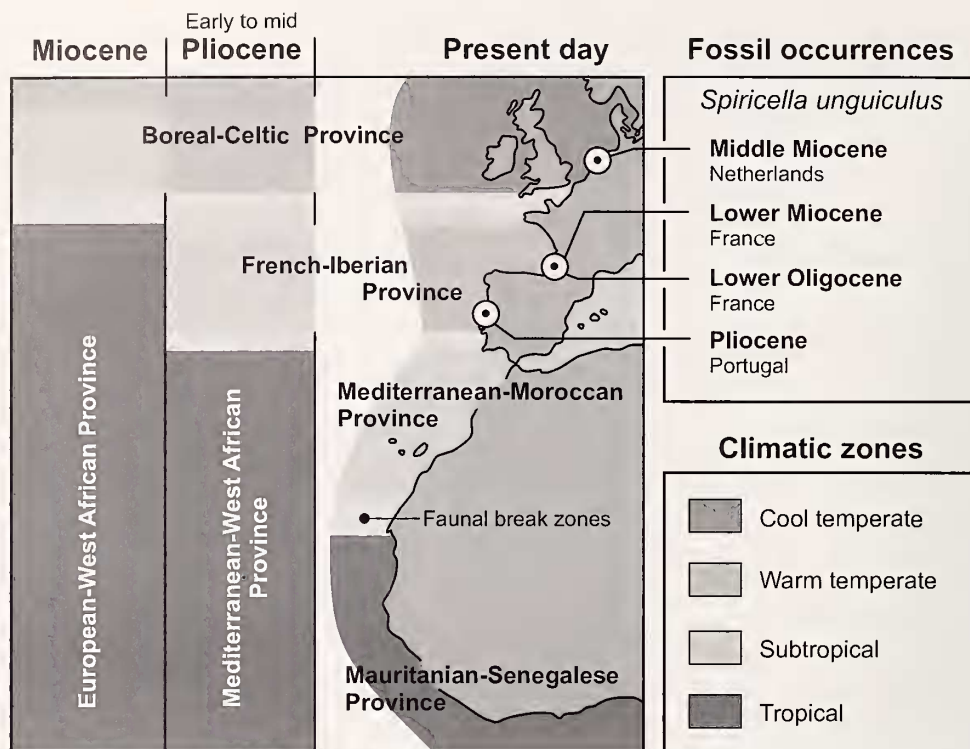 Early to mid
Miocene
Pliocene
Present day
Fossil occurrences
Boreal-Celtic Province
French-Iberian
Province
Mediterranean-Moroccan
Province
Faunal break zones
Mauritanian-Senegalese
Province
European-West African Province
Mediterranean-West African
Province
Spiricella unguiculus
Middle Miocene
Netherlands
Lower Miocene
France
Lower Oligocene
France
Pliocene
Portugal
Climatic zones
Cool temperate
Warm temperate
Subtropical
Tropical